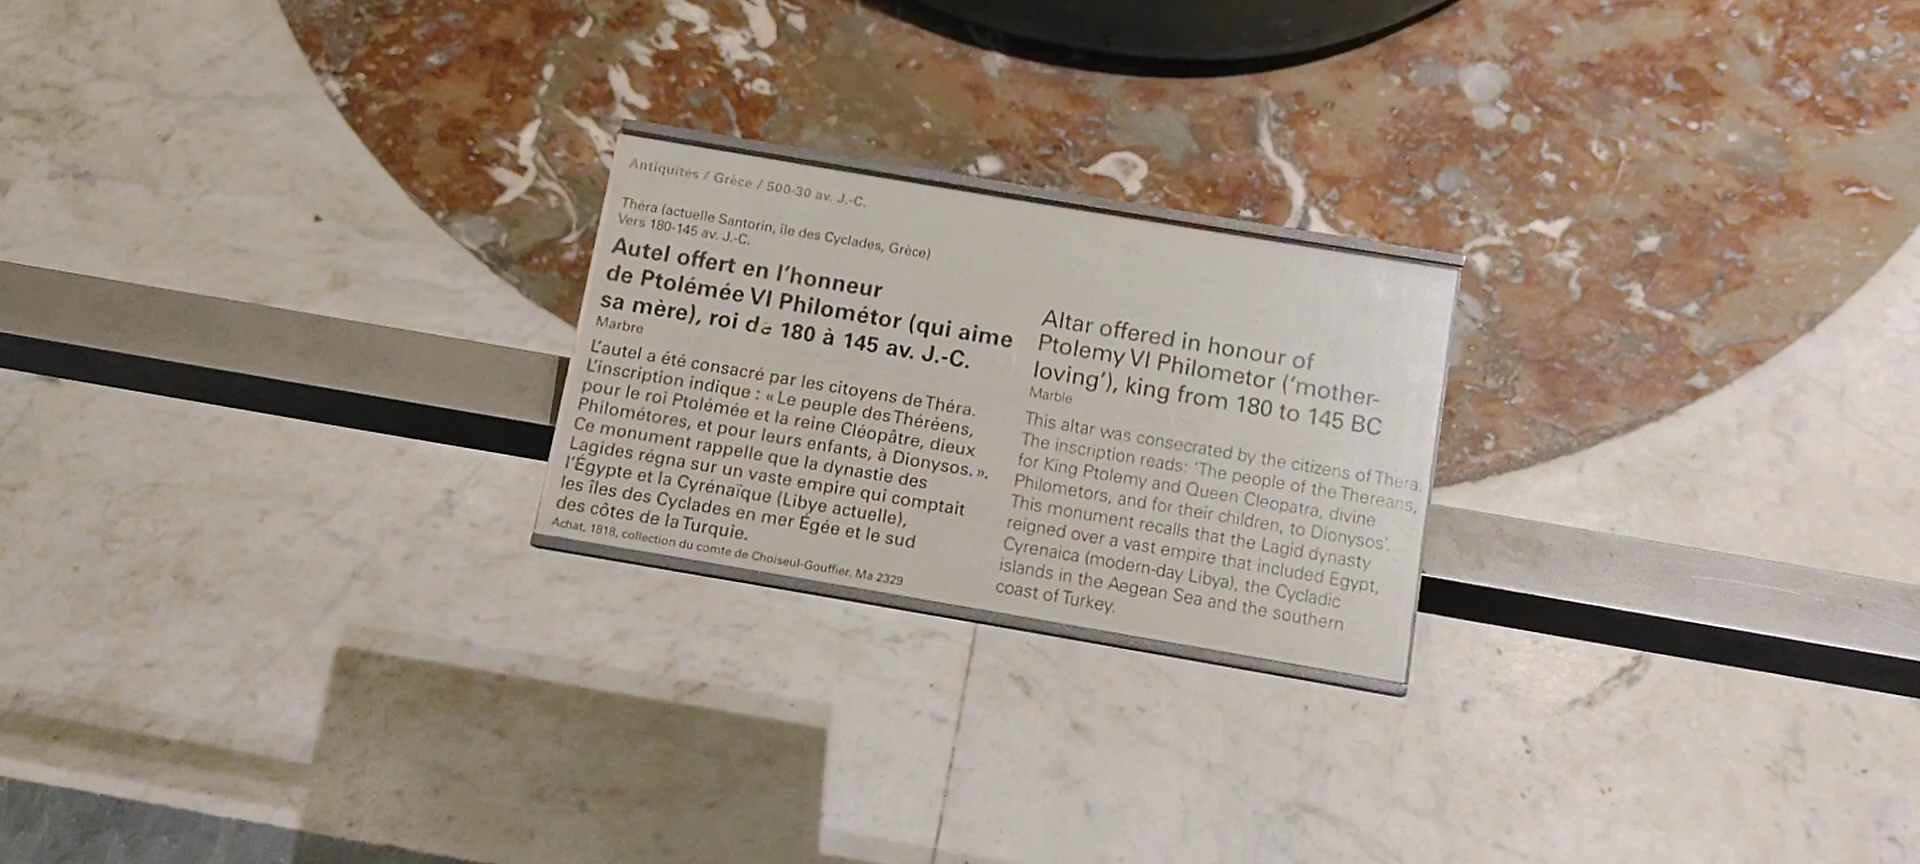 Antiquités / Grèce / 500-30 av. J.-C.
Théra (actuelle Santorin, île des Cyclades, Grèce)
Vers 180-145 av. J.-C.
Autel offert en l'honneur
de Ptolémée VI Philométor (qui aime
sa mère), roi de 180 à 145 av. J.-C.
Marbre
L'autel a été consacré par les citoyens de Théra.
L'inscription indique : « Le peuple des Théréens,
pour le roi Ptolémée et la reine Cléopâtre, dieux
Philométores, et pour leurs enfants, à Dionysos. ».
Ce monument rappelle que la dynastie des
Lagides régna sur un vaste empire qui comptait
l'Égypte et la Cyrénaïque (Libye actuelle),
les îles des Cyclades en mer Égée et le sud
des côtes de la Turquie.
Achat, 1818, collection du comte de Choiseul-Gouffier, Ma 2329
Altar offered in honour of
Ptolemy VI Philometor ('mother-
loving'), king from 180 to 145 BC
Marble
This altar was consecrated by the citizens of Thera.
The inscription reads: 'The people of the Thereans,
for King Ptolemy and Queen Cleopatra, divine
Philometors, and for their children, to Dionysos'.
This monument recalls that the Lagid dynasty
reigned over a vast empire that included Egypt,
Cyrenaica (modern-day Libya), the Cycladic
islands in the Aegean Sea and the southern
coast of Turkey.